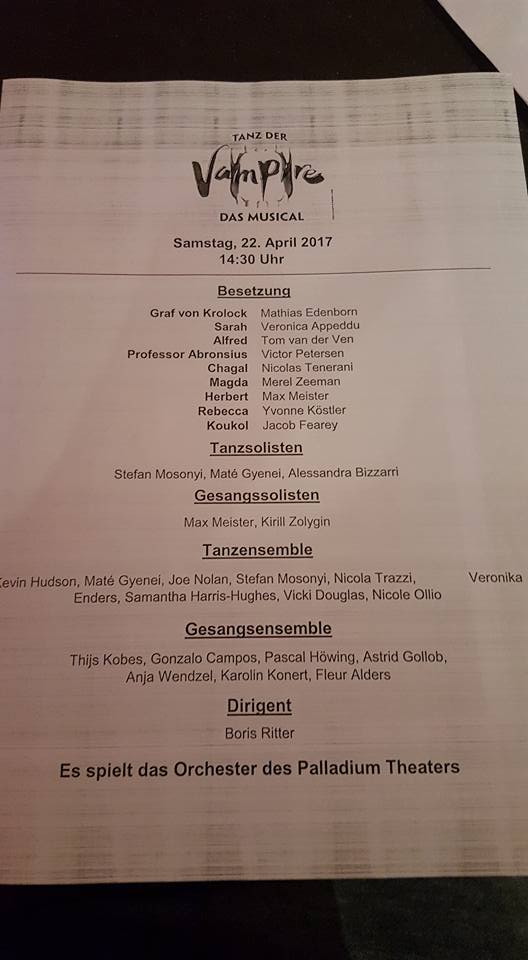 TANZ DER
Vampire
DAS MUSICAL
Samstag, 22. April 2017
14:30 Uhr
Besetzung
Graf von Krolock Mathias Edenborn
Sarah Veronica Appeddu
Alfred Tom van der Ven
Professor Abronsius Victor Petersen
Chagal Nicolas Tenerani
Magda Merel Zeeman
Herbert Max Meister
Rebecca Yvonne Köstler
Koukol Jacob Fearey
Tanzsolisten
Stefan Mosonyi, Maté Gyenei, Alessandra Bizzarri
Gesangssolisten
Max Meister, Kirill Zolygin
Tanzensemble
Kevin Hudson, Maté Gyenei, Joe Nolan, Stefan Mosonyi, Nicola Trazzi, Veronika
Enders, Samantha Harris-Hughes, Vicki Douglas, Nicole Ollio
Gesangsensemble
Thijs Kobes, Gonzalo Campos, Pascal Höwing, Astrid Gollob,
Anja Wendzel, Karolin Konert, Fleur Alders
Dirigent
Boris Ritter
Es spielt das Orchester des Palladium Theaters